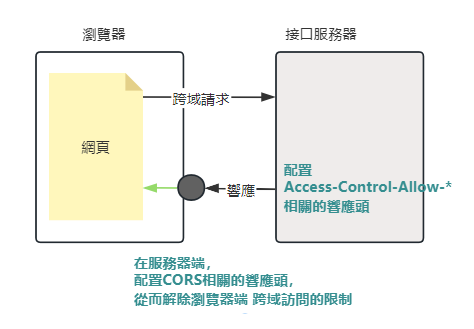 瀏覽器
接口服務器
跨域請求
網頁
配置
Access-Control-Allow-*
相關的響應頭
響應
在服務器端,
配置CORS相關的響應頭,
從而解除瀏覽器端 跨域訪問的限制